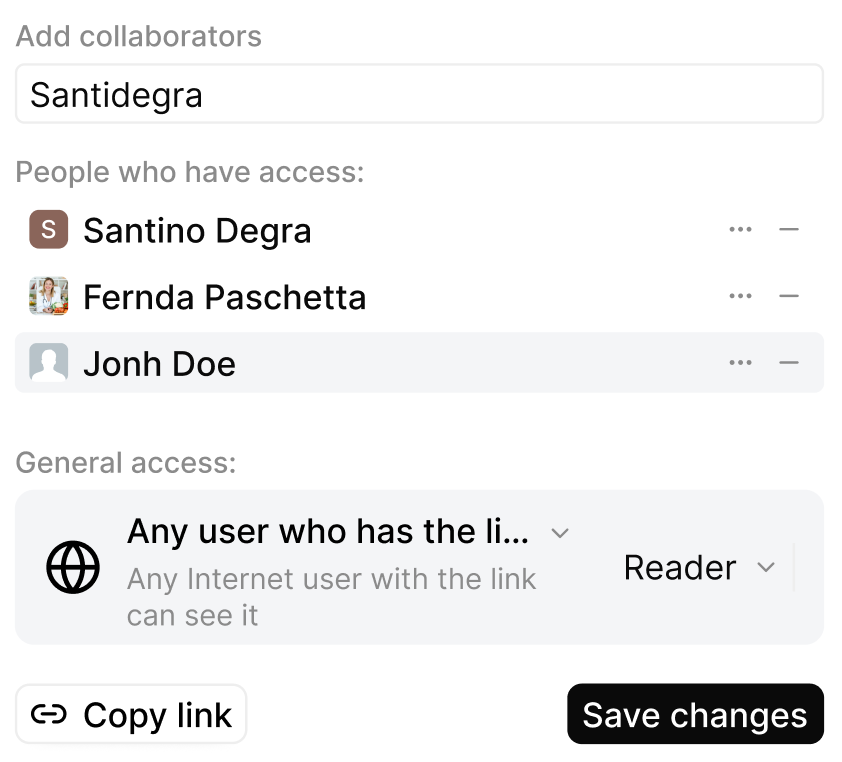 Add collaborators
Santidegra
People who have access:
S Santino Degra
Fernda Paschetta
Jonh Doe
General access:
Any user who has the li...
Any Internet user with the link
can see it
Reader
Copy link
Save changes